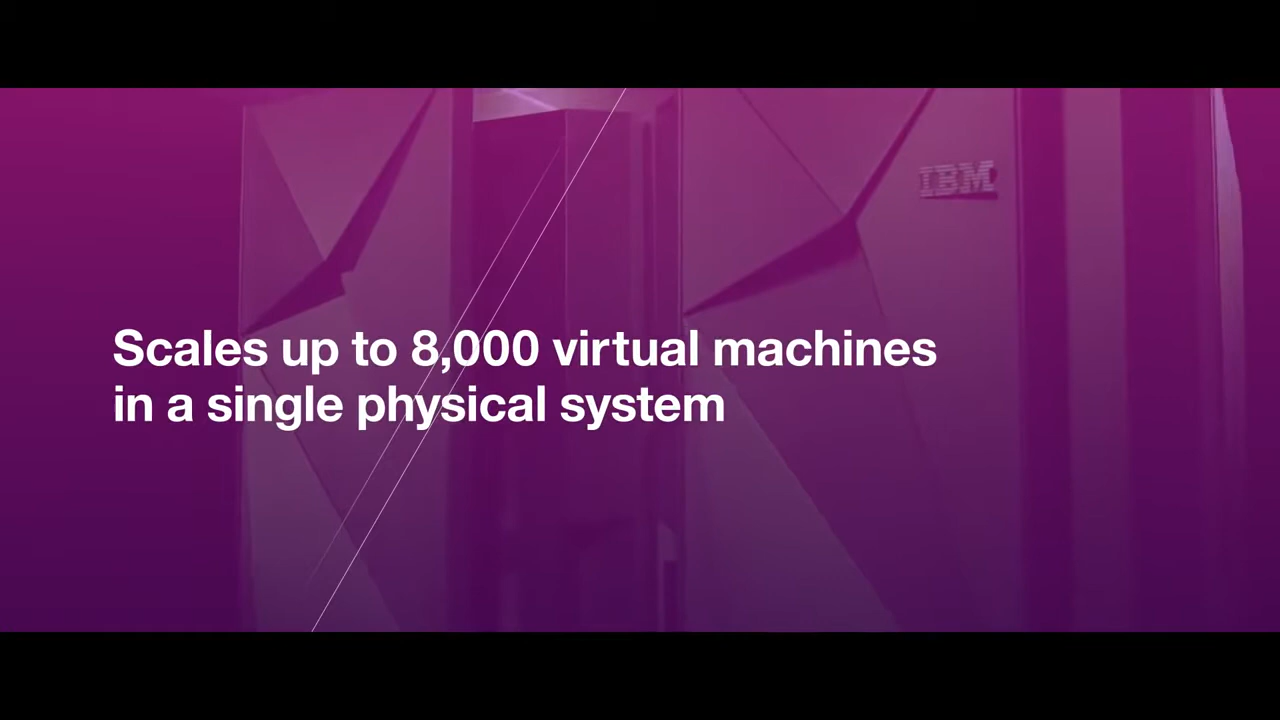 IBM
Scales up to 8,000 virtual machines
in a single physical system